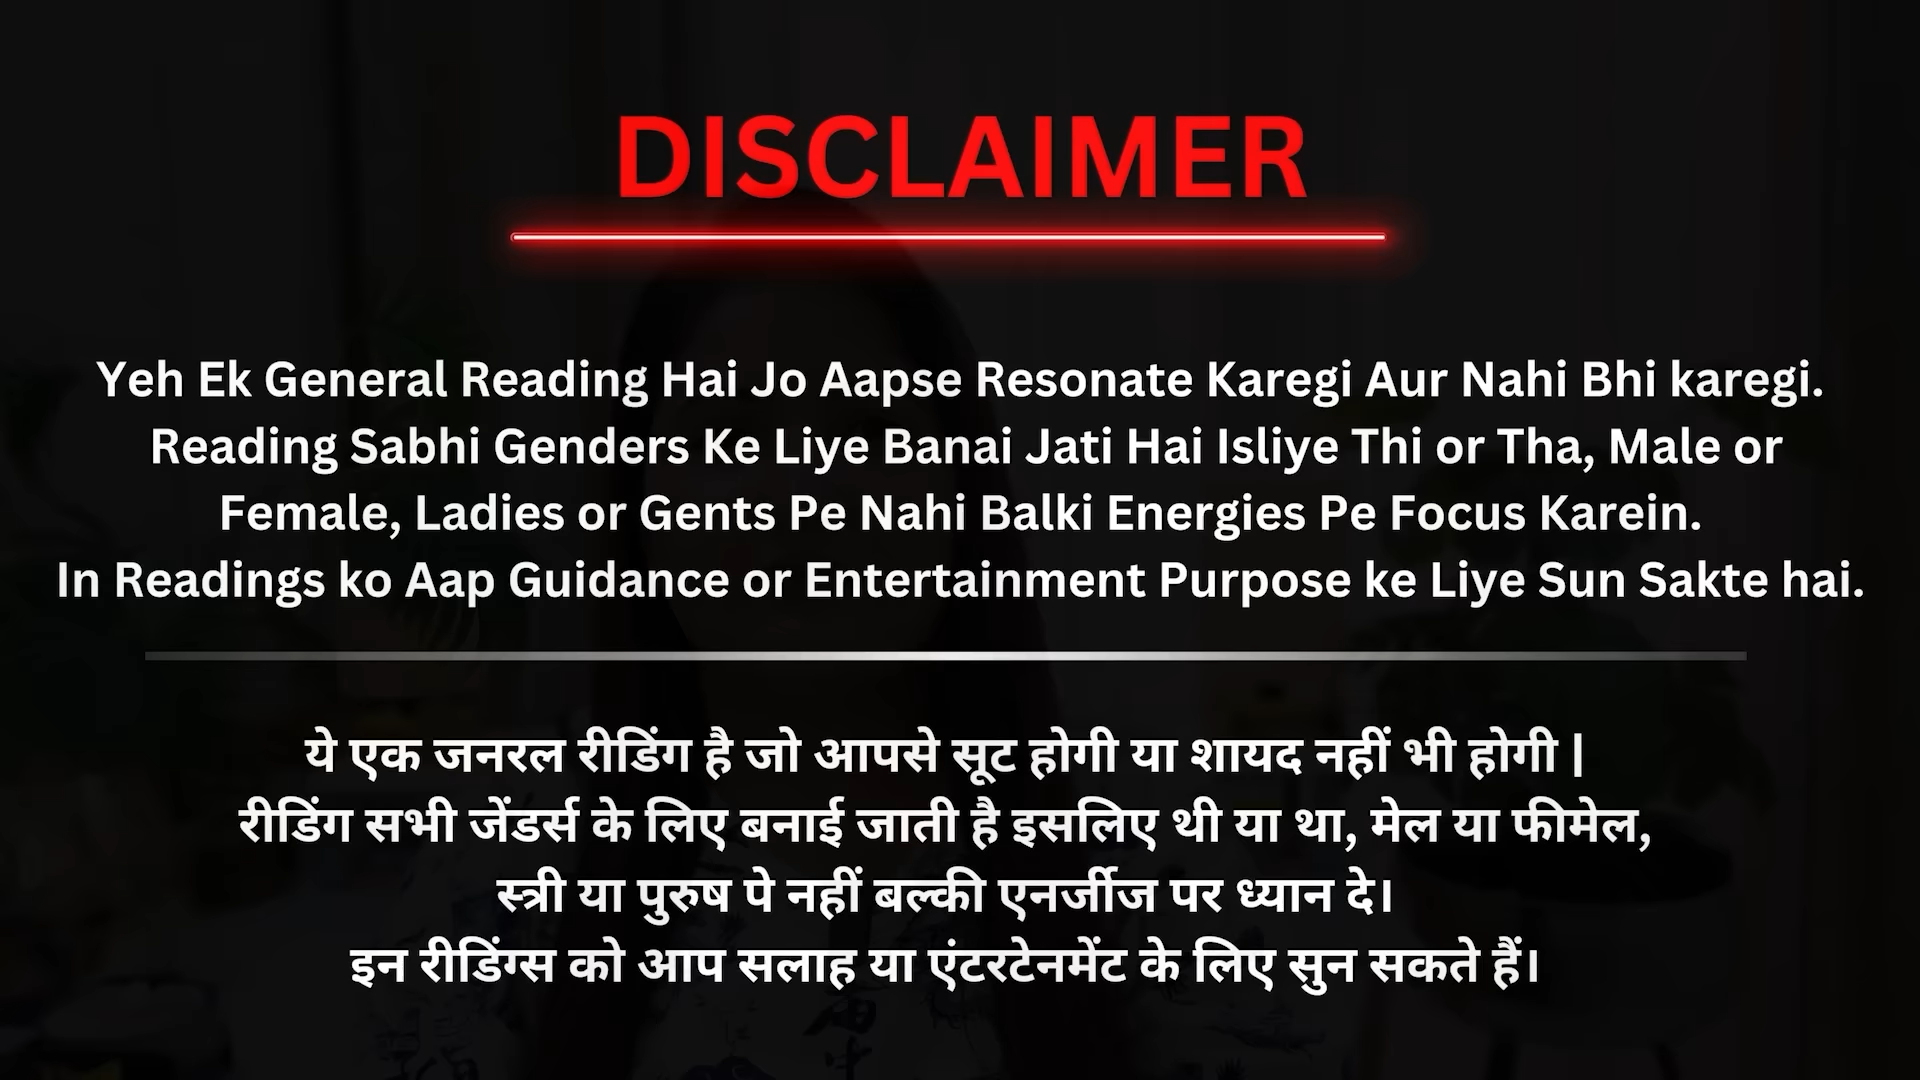 DISCLAIMER
Yeh Ek General Reading Hai Jo Aapse Resonate Karegi Aur Nahi Bhi karegi.
Reading Sabhi Genders Ke Liye Banai Jati Hai Isliye Thi or Tha, Male or
Female, Ladies or Gents Pe Nahi Balki Energies Pe Focus Karein.
In Readings ko Aap Guidance or Entertainment Purpose ke Liye Sun Sakte hai.
ये एक जनरल रीडिंग है जो आपसे सूट होगी या शायद नहीं भी होगी |
रीडिंग सभी जेंडर्स के लिए बनाई जाती है इसलिए थी या था, मेल या फीमेल,
स्त्री या पुरुष पे नहीं बल्की एनर्जीज पर ध्यान दे।
इन रीडिंग्स को आप सलाह या एंटरटेनमेंट के लिए सुन सकते हैं।